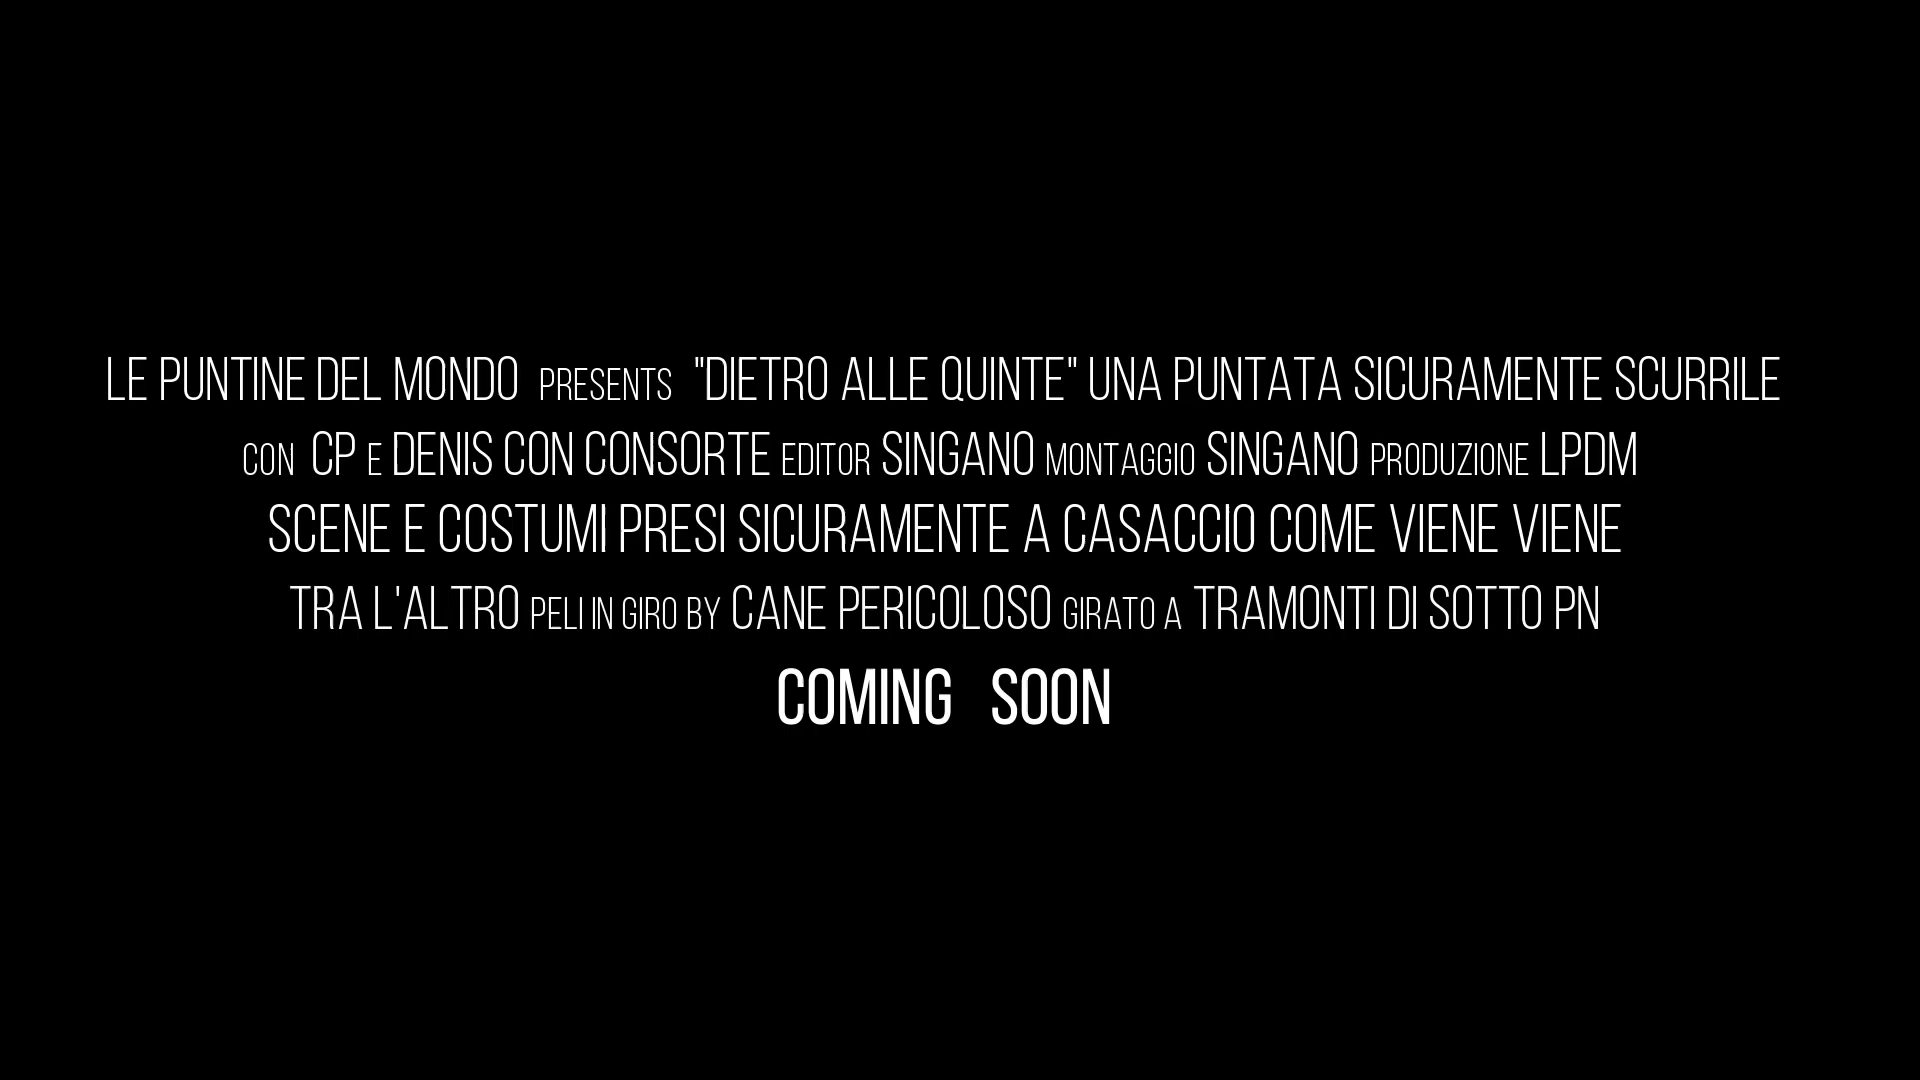 LE PUNTINE DEL MONDO PRESENTS "DIETRO ALLE QUINTE" UNA PUNTATA SICURAMENTE SCURRILE
CON CP E DENIS CON CONSORTE EDITOR SINGANO MONTAGGIO SINGANO PRODUZIONE LPDM
SCENE E COSTUMI PRESI SICURAMENTE A CASACCIO COME VIENE VIENE
TRA L'ALTRO PELI IN GIRO BY CANE PERICOLOSO GIRATO A TRAMONTI DI SOTTO PN
COMING SOON